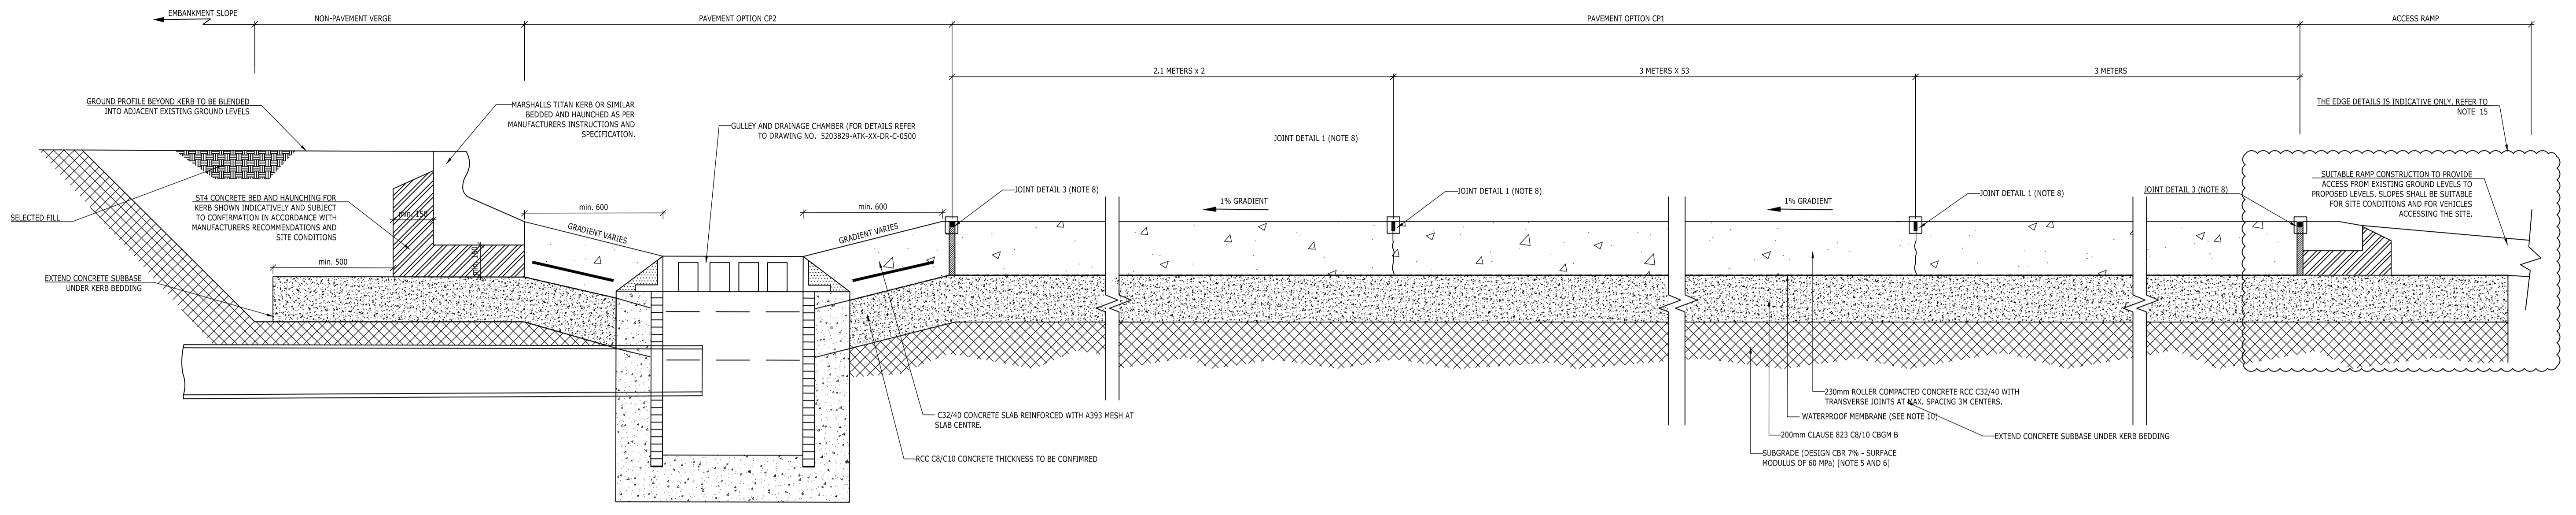 EMBANKMENT SLOPE
NON-PAVEMENT VERGE
PAVEMENT OPTION CP2
PAVEMENT OPTION CP1
ACCESS RAMP
2.1 METERS x 2
3 METERS X 53
3 METERS
GROUND PROFILE BEYOND KERB TO BE BLENDED
INTO ADJACENT EXISTING GROUND LEVELS
MARSHALLS TITAN KERB OR SIMILAR
BEDDED AND HAUNCHED AS PER
MANUFACTURERS INSTRUCTIONS AND
SPECIFICATION.
GULLEY AND DRAINAGE CHAMBER (FOR DETAILS REFER
TO DRAWING NO. 5203829-ATK-XX-DR-C-0500
JOINT DETAIL 1 (NOTE 8)
THE EDGE DETAILS IS INDICATIVE ONLY, REFER TO
NOTE 15
SELECTED FILL
ST4 CONCRETE BED AND HAUNCHING FOR
KERB SHOWN INDICATIVELY AND SUBJECT
TO CONFIRMATION IN ACCORDANCE WITH
MANUFACTURERS RECOMMENDATIONS AND
SITE CONDITIONS
min. 150
min. 150
min. 500
min. 600
GRADIENT VARIES
min. 600
GRADIENT VARIES
JOINT DETAIL 3 (NOTE 8)
1% GRADIENT
JOINT DETAIL 1 (NOTE 8)
1% GRADIENT
JOINT DETAIL 1 (NOTE 8)
JOINT DETAIL 3 (NOTE 8)
SUITABLE RAMP CONSTRUCTION TO PROVIDE
ACCESS FROM EXISTING GROUND LEVELS TO
PROPOSED LEVELS. SLOPES SHALL BE SUITABLE
FOR SITE CONDITIONS AND FOR VEHICLES
ACCESSING THE SITE.
EXTEND CONCRETE SUBBASE
UNDER KERB BEDDING
C32/40 CONCRETE SLAB REINFORCED WITH A393 MESH AT
SLAB CENTRE.
RCC C8/C10 CONCRETE THICKNESS TO BE CONFIMRED
230mm ROLLER COMPACTED CONCRETE RCC C32/40 WITH
TRANSVERSE JOINTS AT MAX. SPACING 3M CENTERS.
WATERPROOF MEMBRANE (SEE NOTE 10)
200mm CLAUSE 823 C8/10 CBGM B
EXTEND CONCRETE SUBBASE UNDER KERB BEDDING
SUBGRADE (DESIGN CBR 7% - SURFACE
MODULUS OF 60 MPa) [NOTE 5 AND 6]